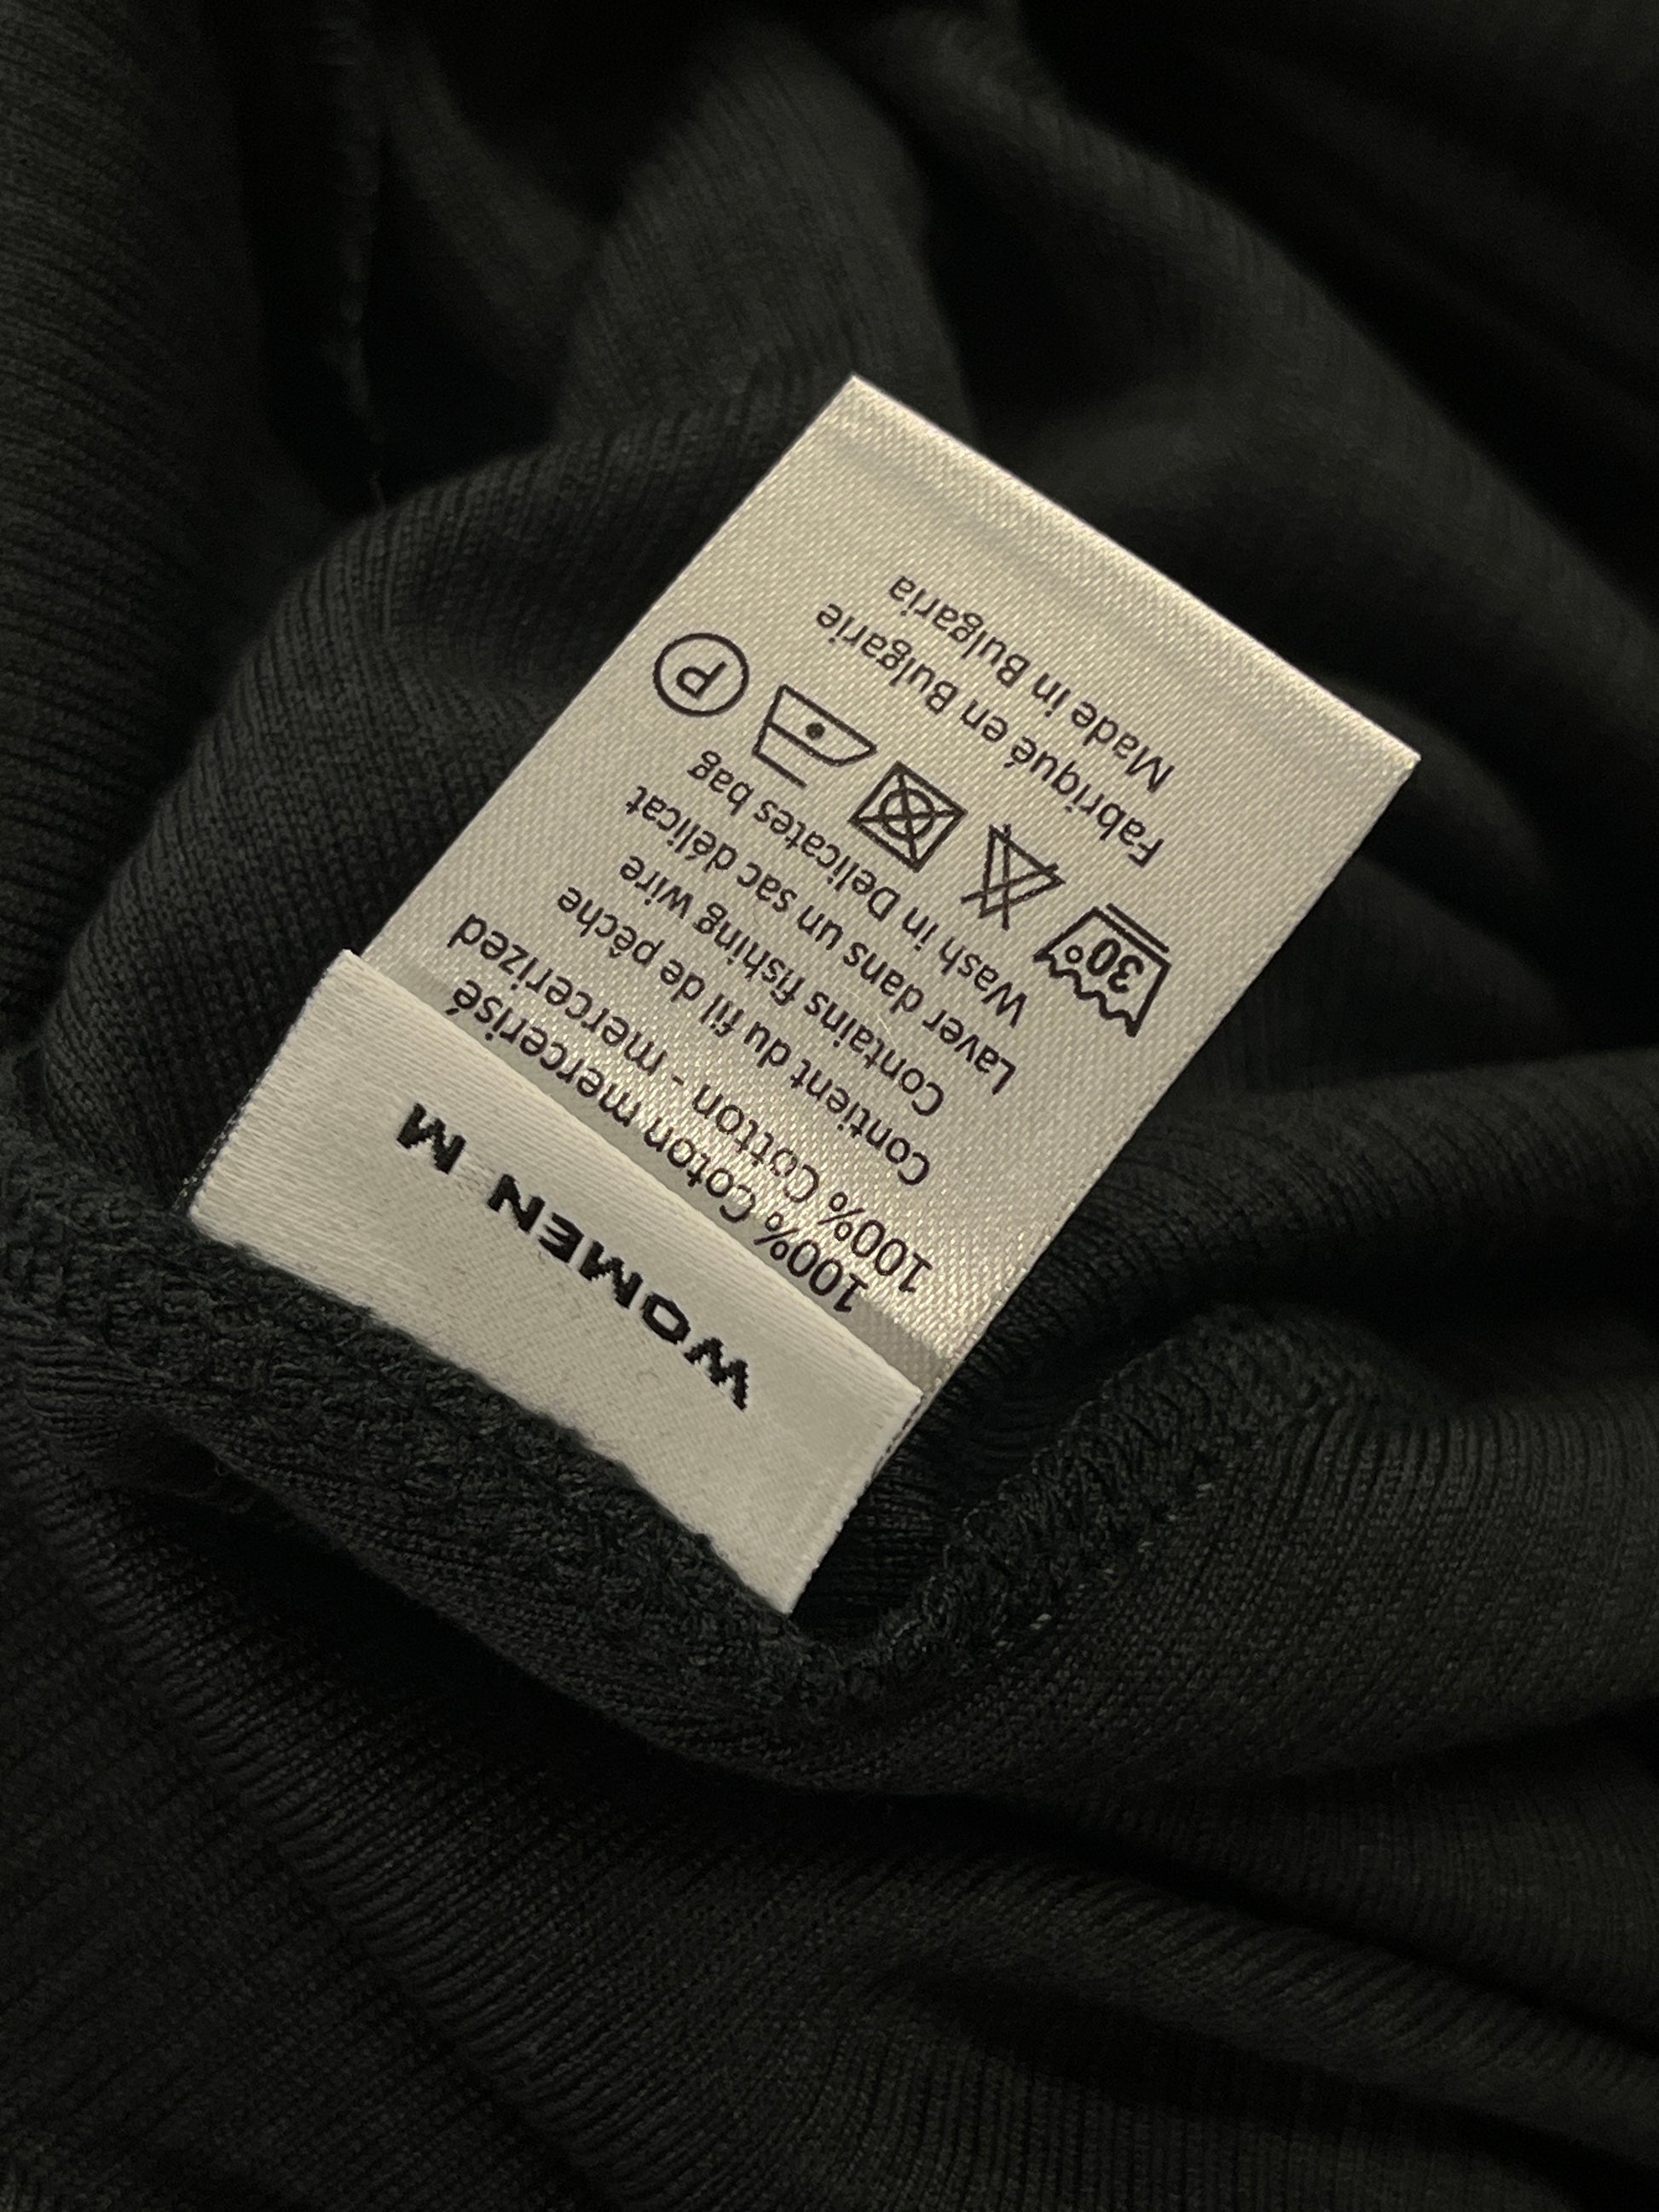 WOMEN M
100% Coton mercerisé
100% Cotton - mercerized
Contient du fil de pêche
Contains fishing wire
Laver dans un sac délicat
Wash in Delicates bag
30° P
Fabriqué en Bulgarie
Made in Bulgaria